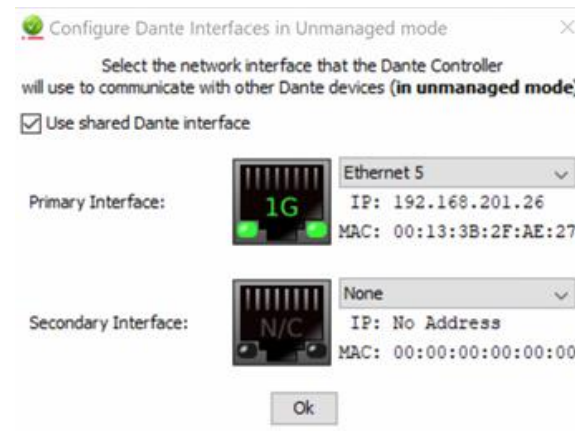 Configure Dante Interfaces in Unmanaged mode
Select the network interface that the Dante Controller
will use to communicate with other Dante devices (in unmanaged mode)
Use shared Dante interface
Primary Interface:
1G
Ethernet 5
IP: 192.168.201.26
MAC: 00:13:3B:2F:AE:27
Secondary Interface:
N/C
None
IP: No Address
MAC: 00:00:00:00:00:00
Ok